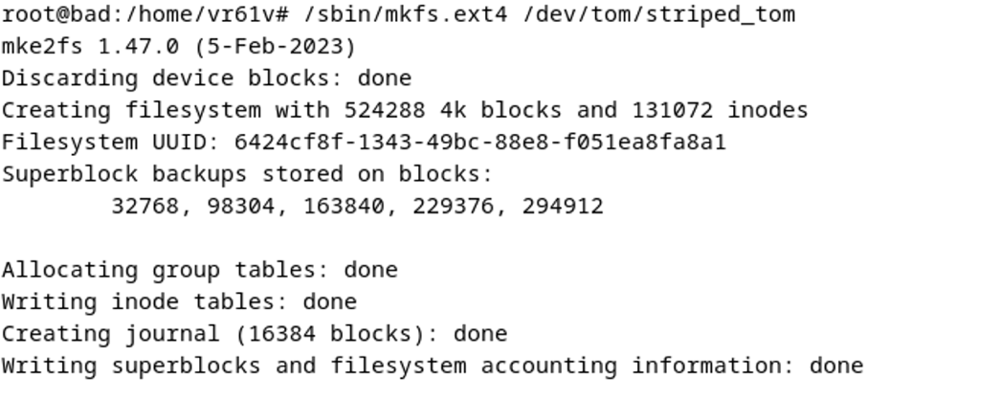 root@bad:/home/vr61v# /sbin/mkfs.ext4 /dev/tom/striped_tom
mke2fs 1.47.0 (5-Feb-2023)
Discarding device blocks: done
Creating filesystem with 524288 4k blocks and 131072 inodes
Filesystem UUID: 6424cf8f-1343-49bc-88e8-f051ea8fa8a1
Superblock backups stored on blocks:
        32768, 98304, 163840, 229376, 294912

Allocating group tables: done
Writing inode tables: done
Creating journal (16384 blocks): done
Writing superblocks and filesystem accounting information: done